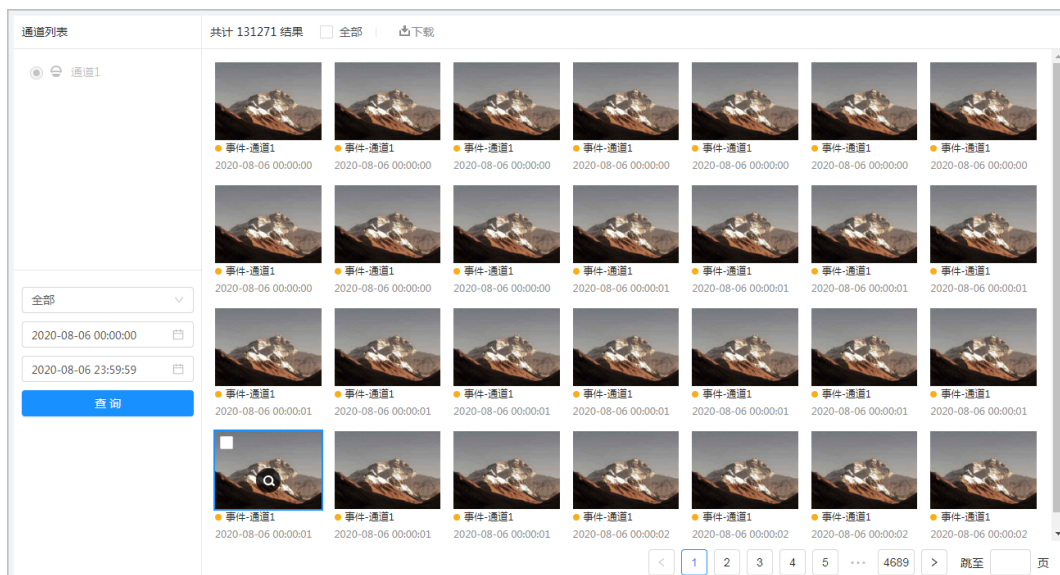 通道列表
共计 131271 结果 全部 下载
通道1
事件-通道1 事件-通道1 事件-通道1 事件-通道1 事件-通道1 事件-通道1 事件-通道1
2020-08-06 00:00:00 2020-08-06 00:00:00 2020-08-06 00:00:00 2020-08-06 00:00:00 2020-08-06 00:00:00 2020-08-06 00:00:00 2020-08-06 00:00:00
事件-通道1 事件-通道1 事件-通道1 事件-通道1 事件-通道1 事件-通道1 事件-通道1
2020-08-06 00:00:00 2020-08-06 00:00:00 2020-08-06 00:00:00 2020-08-06 00:00:01 2020-08-06 00:00:01 2020-08-06 00:00:01 2020-08-06 00:00:01
全部
2020-08-06 00:00:00
2020-08-06 23:59:59
查 询
事件-通道1 事件-通道1 事件-通道1 事件-通道1 事件-通道1 事件-通道1 事件-通道1
2020-08-06 00:00:01 2020-08-06 00:00:01 2020-08-06 00:00:01 2020-08-06 00:00:01 2020-08-06 00:00:01 2020-08-06 00:00:01 2020-08-06 00:00:01
事件-通道1 事件-通道1 事件-通道1 事件-通道1 事件-通道1 事件-通道1 事件-通道1
2020-08-06 00:00:01 2020-08-06 00:00:01 2020-08-06 00:00:01 2020-08-06 00:00:02 2020-08-06 00:00:02 2020-08-06 00:00:02 2020-08-06 00:00:02
< 1 2 3 4 5 ··· 4689 > 跳至 页